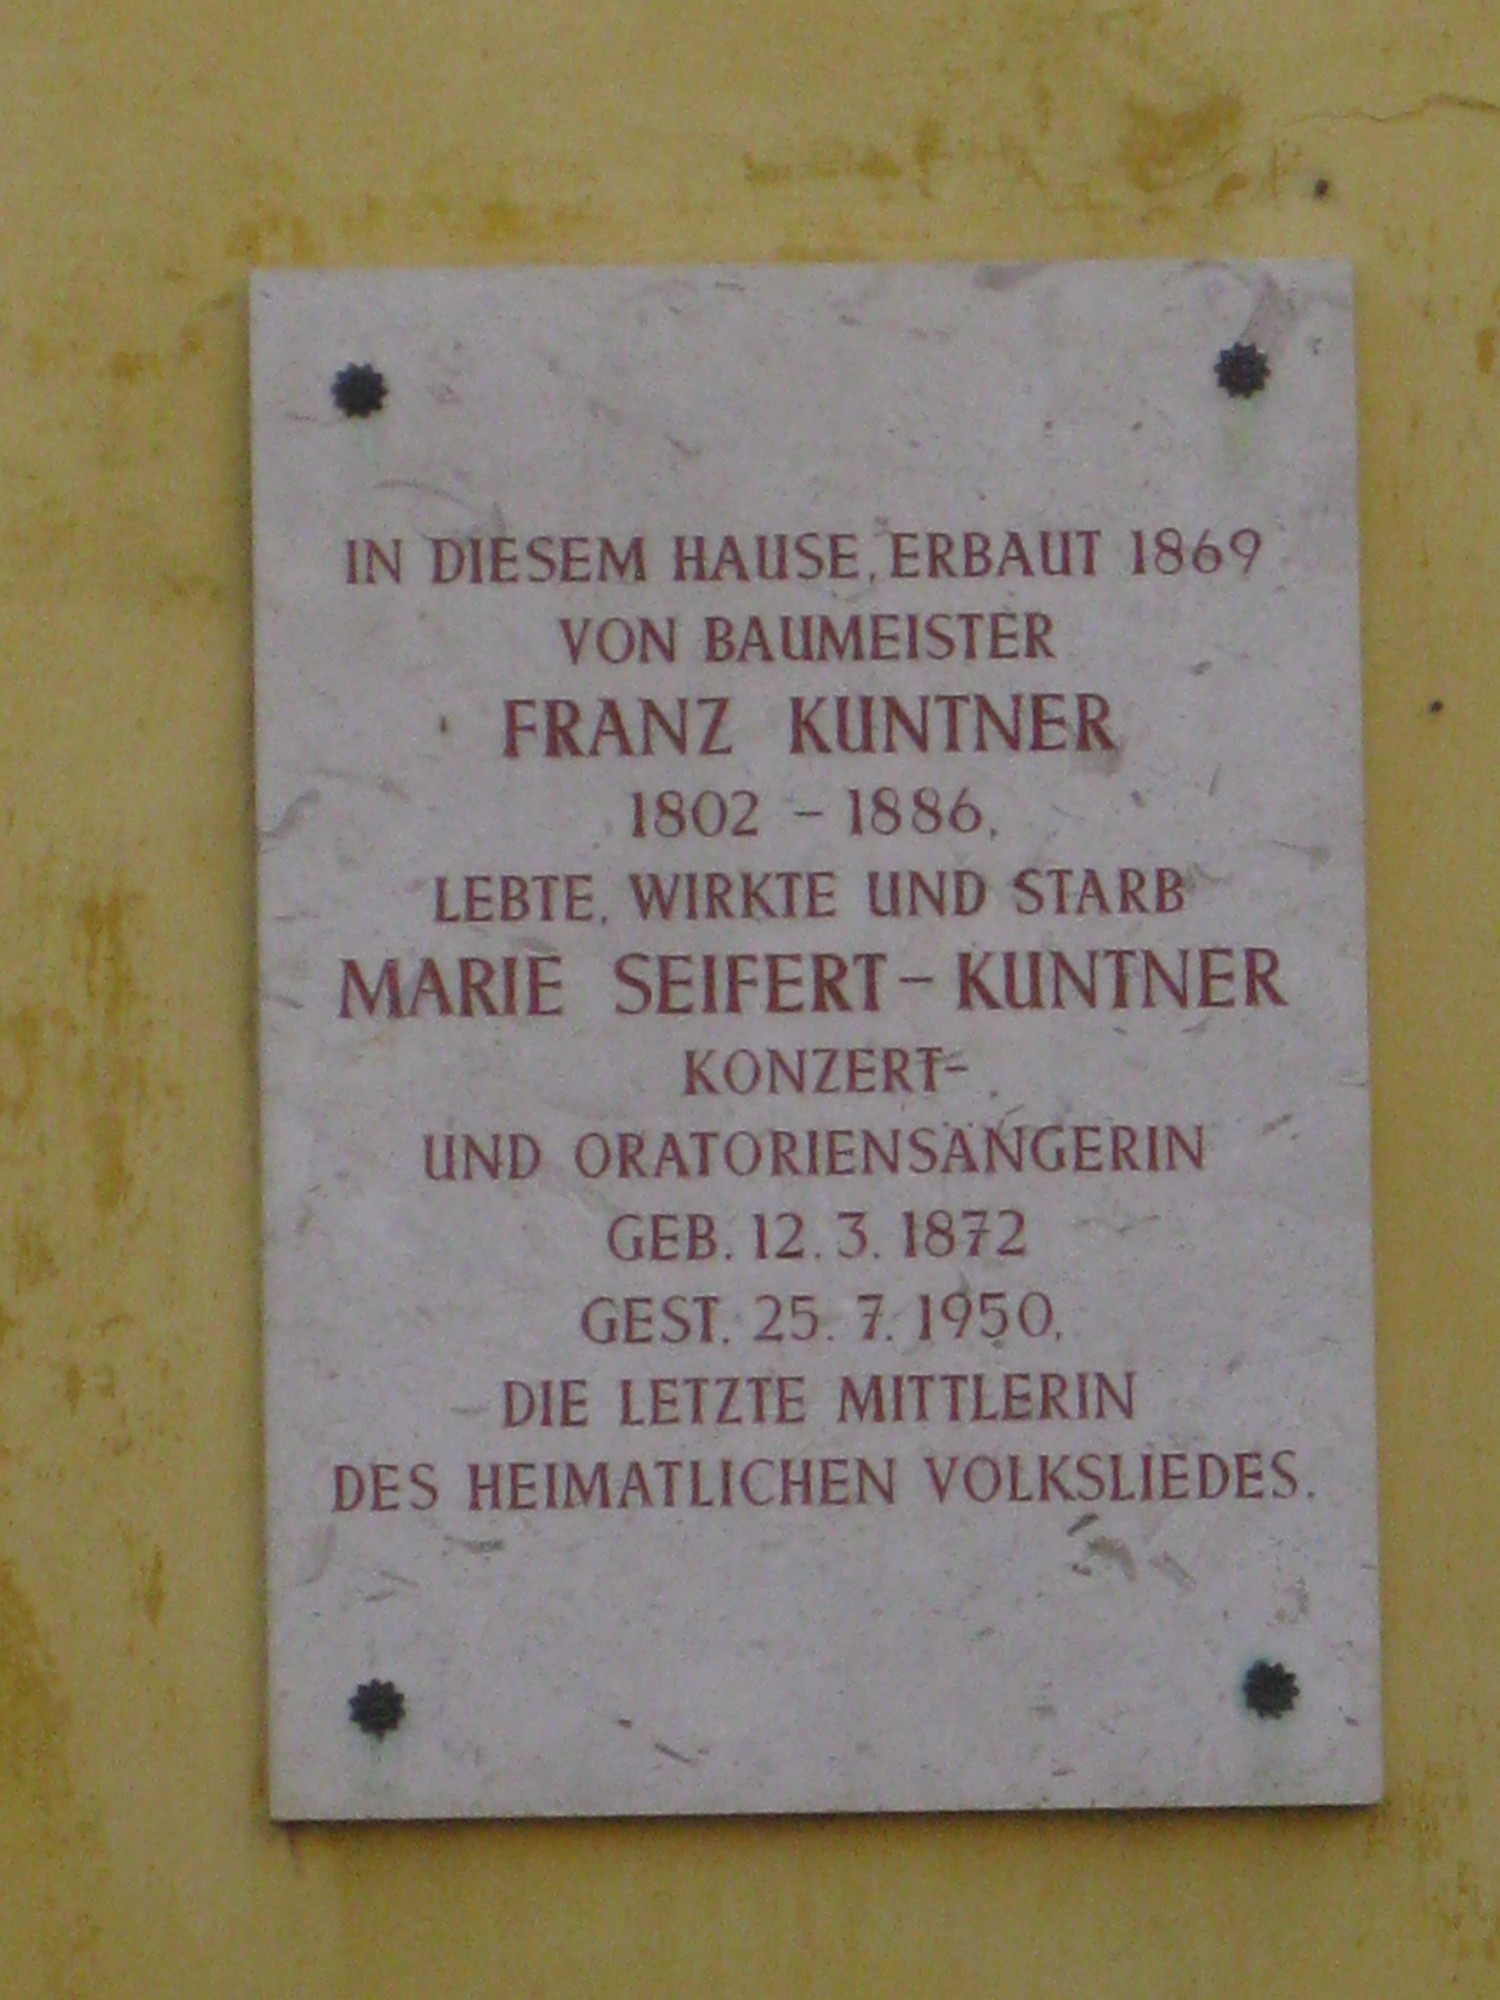 IN DIESEM HAUSE, ERBAUT 1869
VON BAUMEISTER
FRANZ KUNTNER
1802 – 1886,
LEBTE, WIRKTE UND STARB
MARIE SEIFERT – KUNTNER
KONZERT-
UND ORATORIENSÄNGERIN
GEB. 12. 3. 1872
GEST. 25. 7. 1950,
DIE LETZTE MITTLERIN
DES HEIMATLICHEN VOLKSLIEDES.